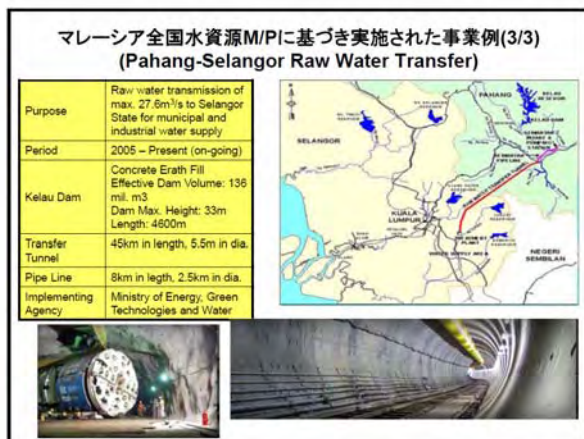 マレーシア全国水資源M/Pに基づき実施された事業例(3/3)
(Pahang-Selangor Raw Water Transfer)
Purpose
Raw water transmission of
max. 27.6m³/s to Selangor
State for municipal and
industrial water supply
Period
2005 – Present (on-going)
Kelau Dam
Concrete Erath Fill
Effective Dam Volume: 136
mil. m3
Dam Max. Height: 33m
Length: 4600m
Transfer
Tunnel
45km in length, 5.5m in dia.
Pipe Line
8km in legth, 2.5km in dia.
Implementing
Agency
Ministry of Energy, Green
Technologies and Water
PAHANG
KELAU
SELANGOR
KUALA
LUMPUR
NEGERI
SEMBILAN